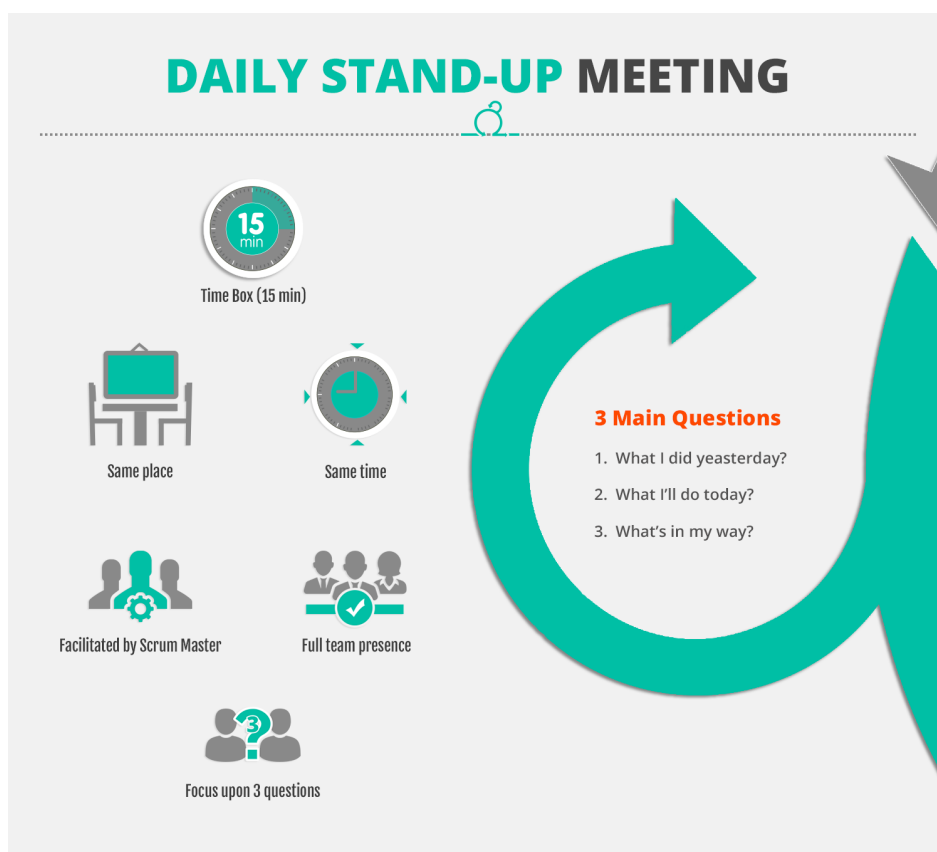 DAILY STAND-UP MEETING
15
min
Time Box (15 min)
Same place
Same time
3 Main Questions
1. What I did yeasterday?
2. What I'll do today?
3. What's in my way?
Facilitated by Scrum Master
Full team presence
3
Focus upon 3 questions